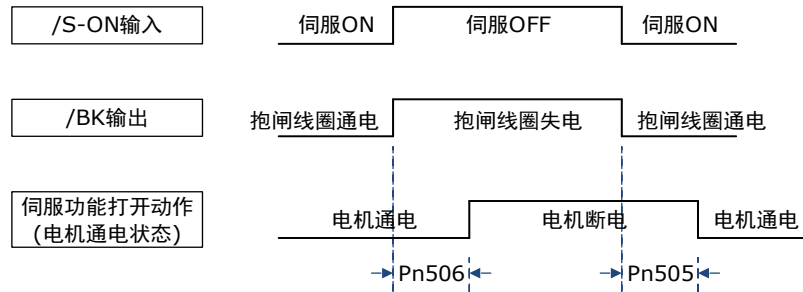 /S-ON输入
伺服ON
伺服OFF
伺服ON
/BK输出
抱闸线圈通电
抱闸线圈失电
抱闸线圈通电
伺服功能打开动作
(电机通电状态)
电机通电
电机断电
电机通电
Pn506
Pn505